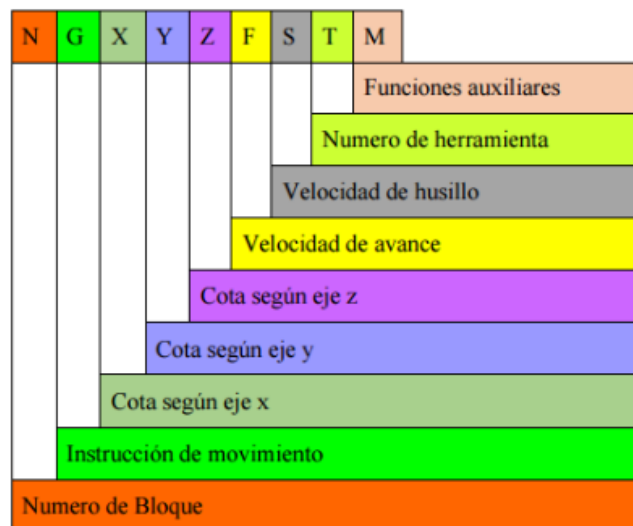 N G X Y Z F S T M
Funciones auxiliares
Numero de herramienta
Velocidad de husillo
Velocidad de avance
Cota según eje z
Cota según eje y
Cota según eje x
Instrucción de movimiento
Numero de Bloque